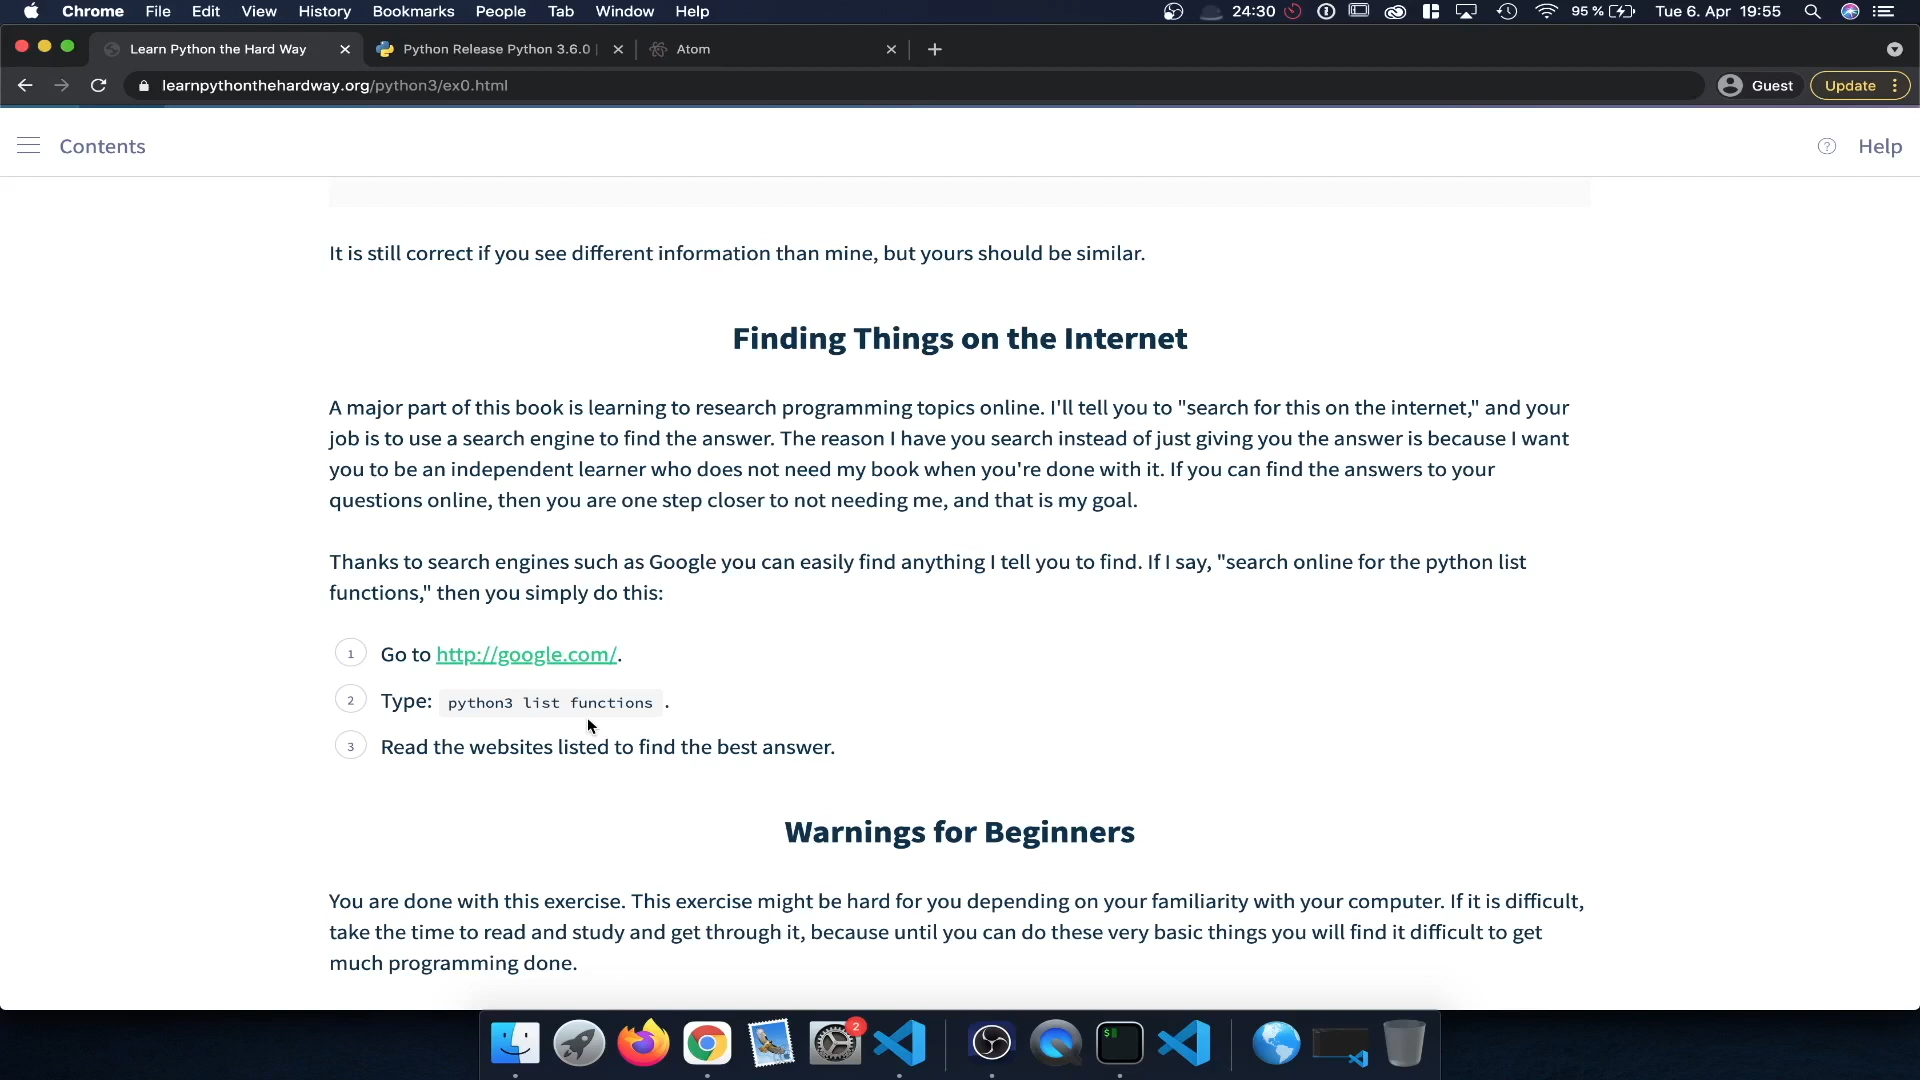 Chrome File Edit View History Bookmarks People Tab Window Help 24:30 95 % Tue 6. Apr 19:55
Learn Python the Hard Way Python Release Python 3.6.0 | Atom
learnpythonthehardway.org/python3/ex0.html Guest Update
Contents Help
It is still correct if you see different information than mine, but yours should be similar.
Finding Things on the Internet
A major part of this book is learning to research programming topics online. I'll tell you to "search for this on the internet," and your
job is to use a search engine to find the answer. The reason I have you search instead of just giving you the answer is because I want
you to be an independent learner who does not need my book when you're done with it. If you can find the answers to your
questions online, then you are one step closer to not needing me, and that is my goal.
Thanks to search engines such as Google you can easily find anything I tell you to find. If I say, "search online for the python list
functions," then you simply do this:
1 Go to http://google.com/.
2 Type: python3 list functions .
3 Read the websites listed to find the best answer.
Warnings for Beginners
You are done with this exercise. This exercise might be hard for you depending on your familiarity with your computer. If it is difficult,
take the time to read and study and get through it, because until you can do these very basic things you will find it difficult to get
much programming done.
2
$